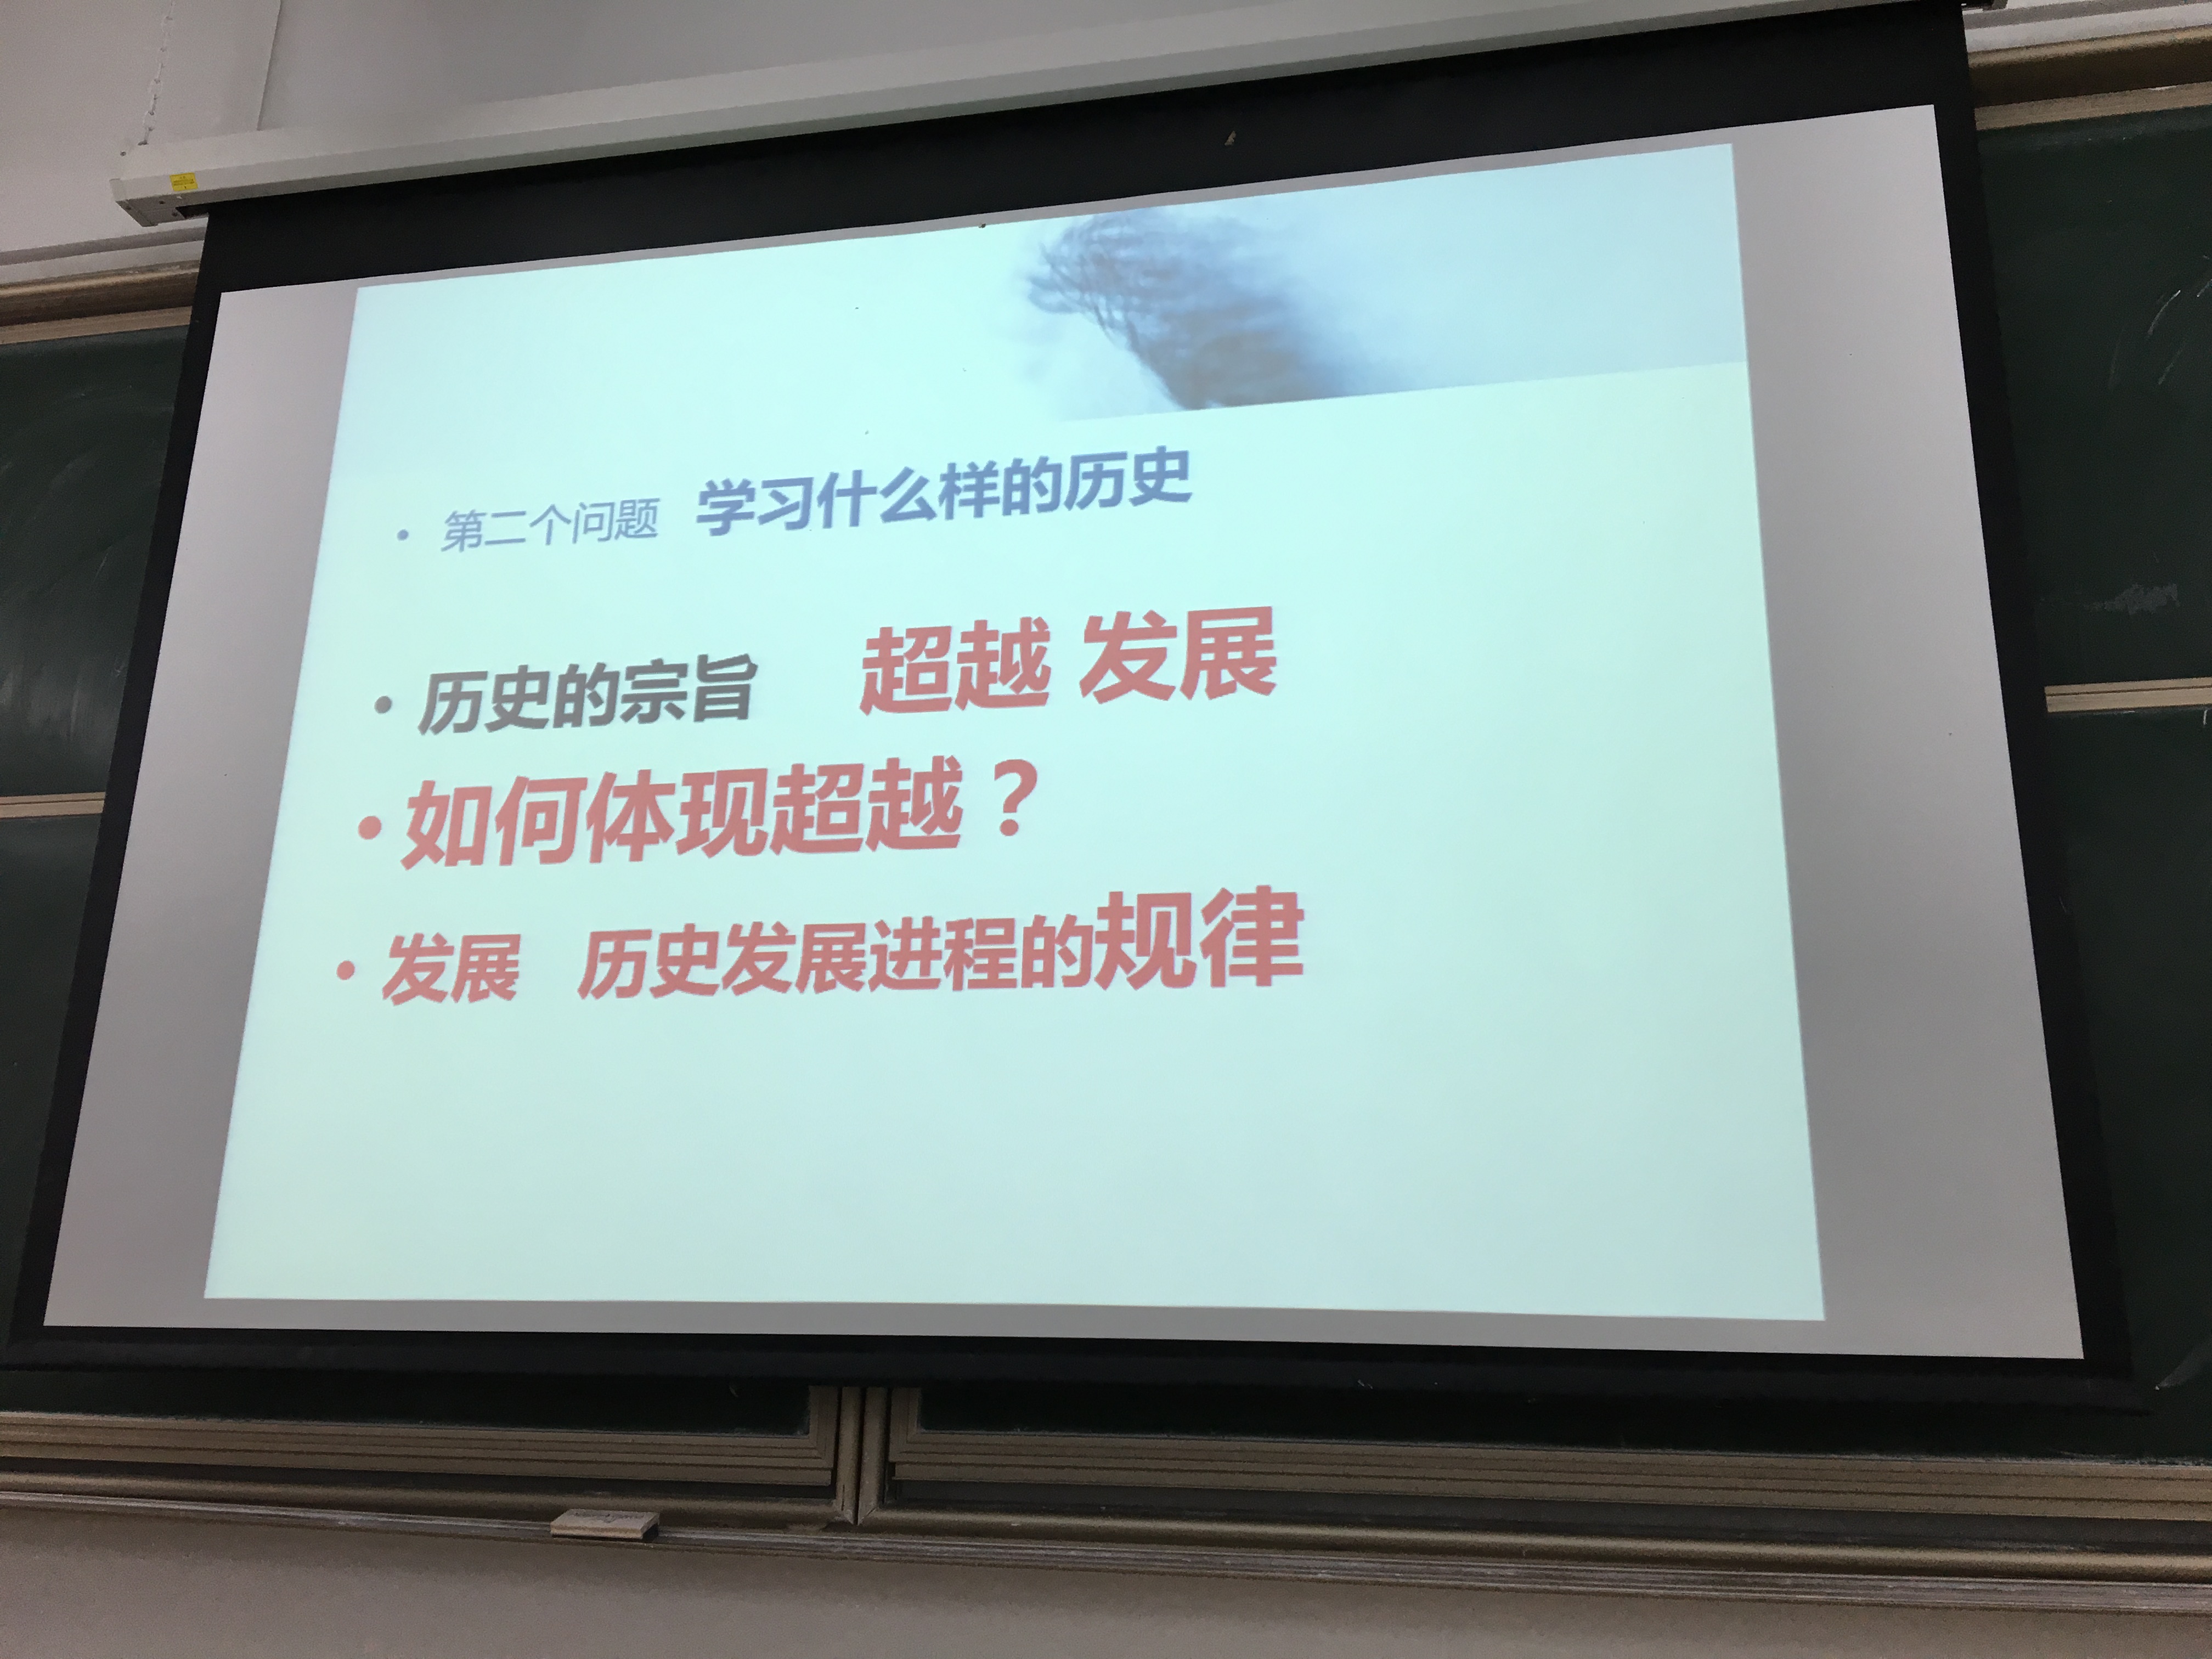 • 第二个问题 学习什么样的历史
• 历史的宗旨 超越 发展
• 如何体现超越？
• 发展 历史发展进程的规律